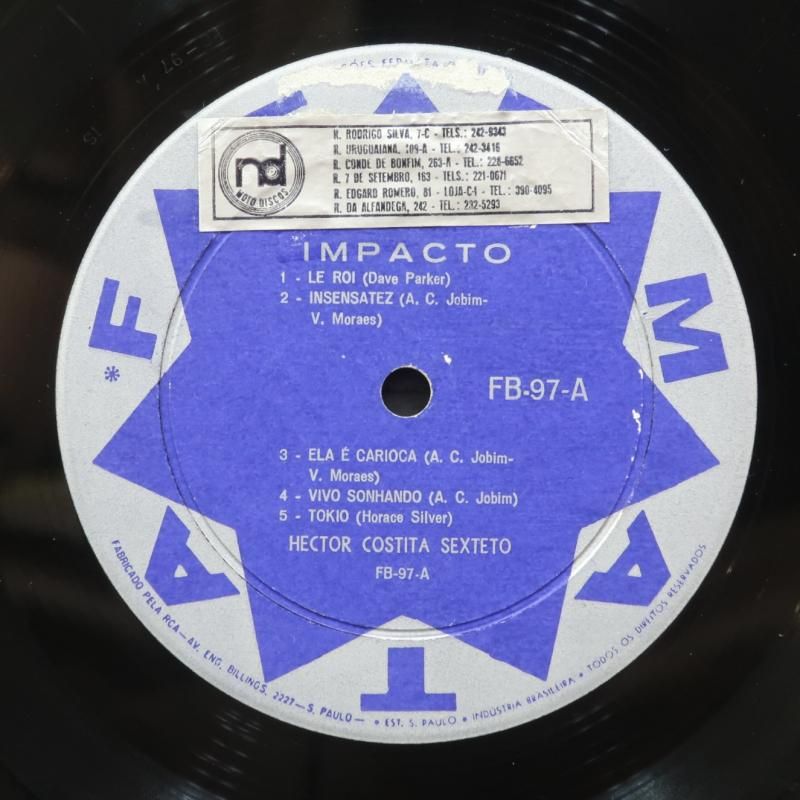 nd
MOTO DISCOS
R. RODRIGO SILVA, 7-C - TELS.: 242-9343
R. URUGUAIANA, 109-A - TEL.: 242-3416
R. CONDE DE BONFIM, 263-A - TEL.: 228-6652
R. 7 DE SETEMBRO, 163 - TELS.: 221-0671
R. EDGARD ROMERO, 81 - LOJA-C4 - TEL.: 390-4095
R. DA ALFANDEGA, 242 - TEL.: 232-5293
IMPACTO
1 - LE ROI (Dave Parker)
2 - INSENSATEZ (A. C. Jobim-
V. Moraes)
FB-97-A
3 - ELA É CARIOCA (A. C. Jobim-
V. Moraes)
4 - VIVO SONHANDO (A. C. Jobim)
5 - TOKIO (Horace Silver)
HECTOR COSTITA SEXTETO
FB-97-A
* F A T A M
FABRICADO PELA RCA — AV. ENG. BILLINGS, 2227 — S. PAULO — • EST. S. PAULO • INDÚSTRIA BRASILEIRA • TODOS OS DIREITOS RESERVADOS